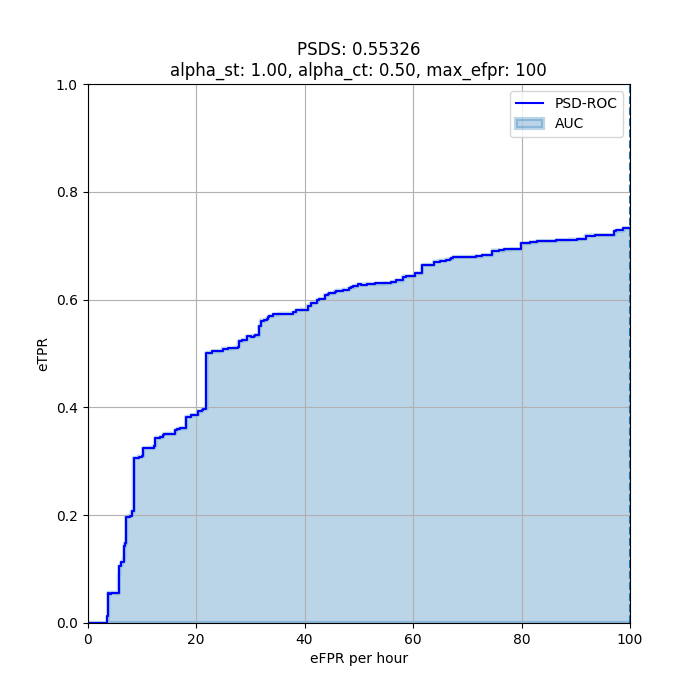 PSDS: 0.55326
alpha_st: 1.00, alpha_ct: 0.50, max_efpr: 100
PSD-ROC
AUC
1.0
0.8
0.6
0.4
0.2
0.0
eTPR
0 20 40 60 80 100
eFPR per hour